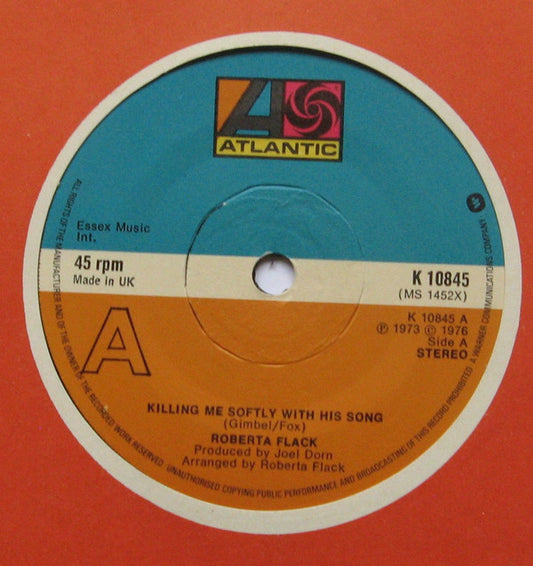 ATLANTIC
Essex Music
Int.
45 rpm
Made in UK
K 10845
(MS 1452X)
K 10845 A
℗ 1973 © 1976
Side A
STEREO
A
KILLING ME SOFTLY WITH HIS SONG
(Gimbel/Fox)
ROBERTA FLACK
Produced by Joel Dorn
Arranged by Roberta Flack
ALL RIGHTS OF THE MANUFACTURER AND OF THE OWNER OF THE RECORDED WORK RESERVED. UNAUTHORISED COPYING PUBLIC PERFORMANCE AND BROADCASTING OF THIS RECORD PROHIBITED A WARNER COMMUNICATIONS COMPANY